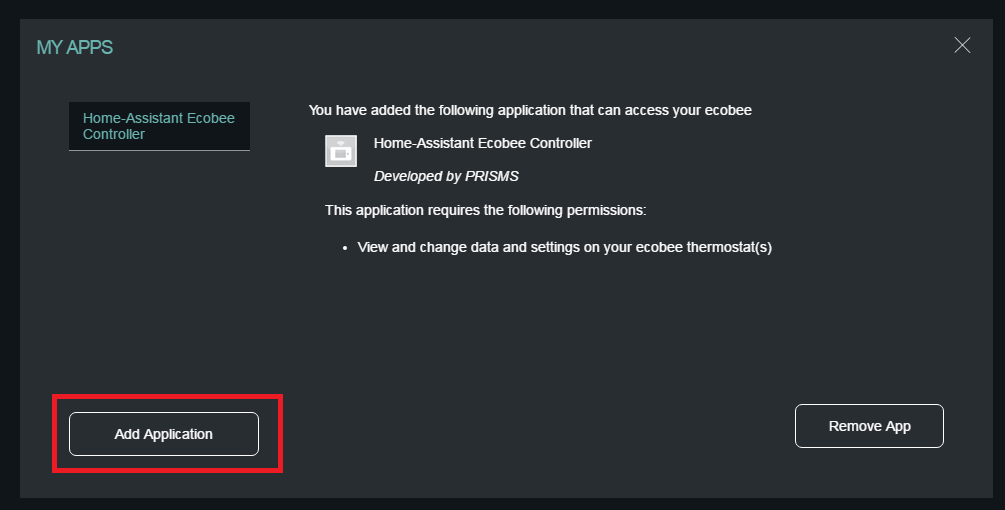 MY APPS
Home-Assistant Ecobee
Controller
You have added the following application that can access your ecobee
Home-Assistant Ecobee Controller
Developed by PRISMS
This application requires the following permissions:
• View and change data and settings on your ecobee thermostat(s)
Add Application
Remove App